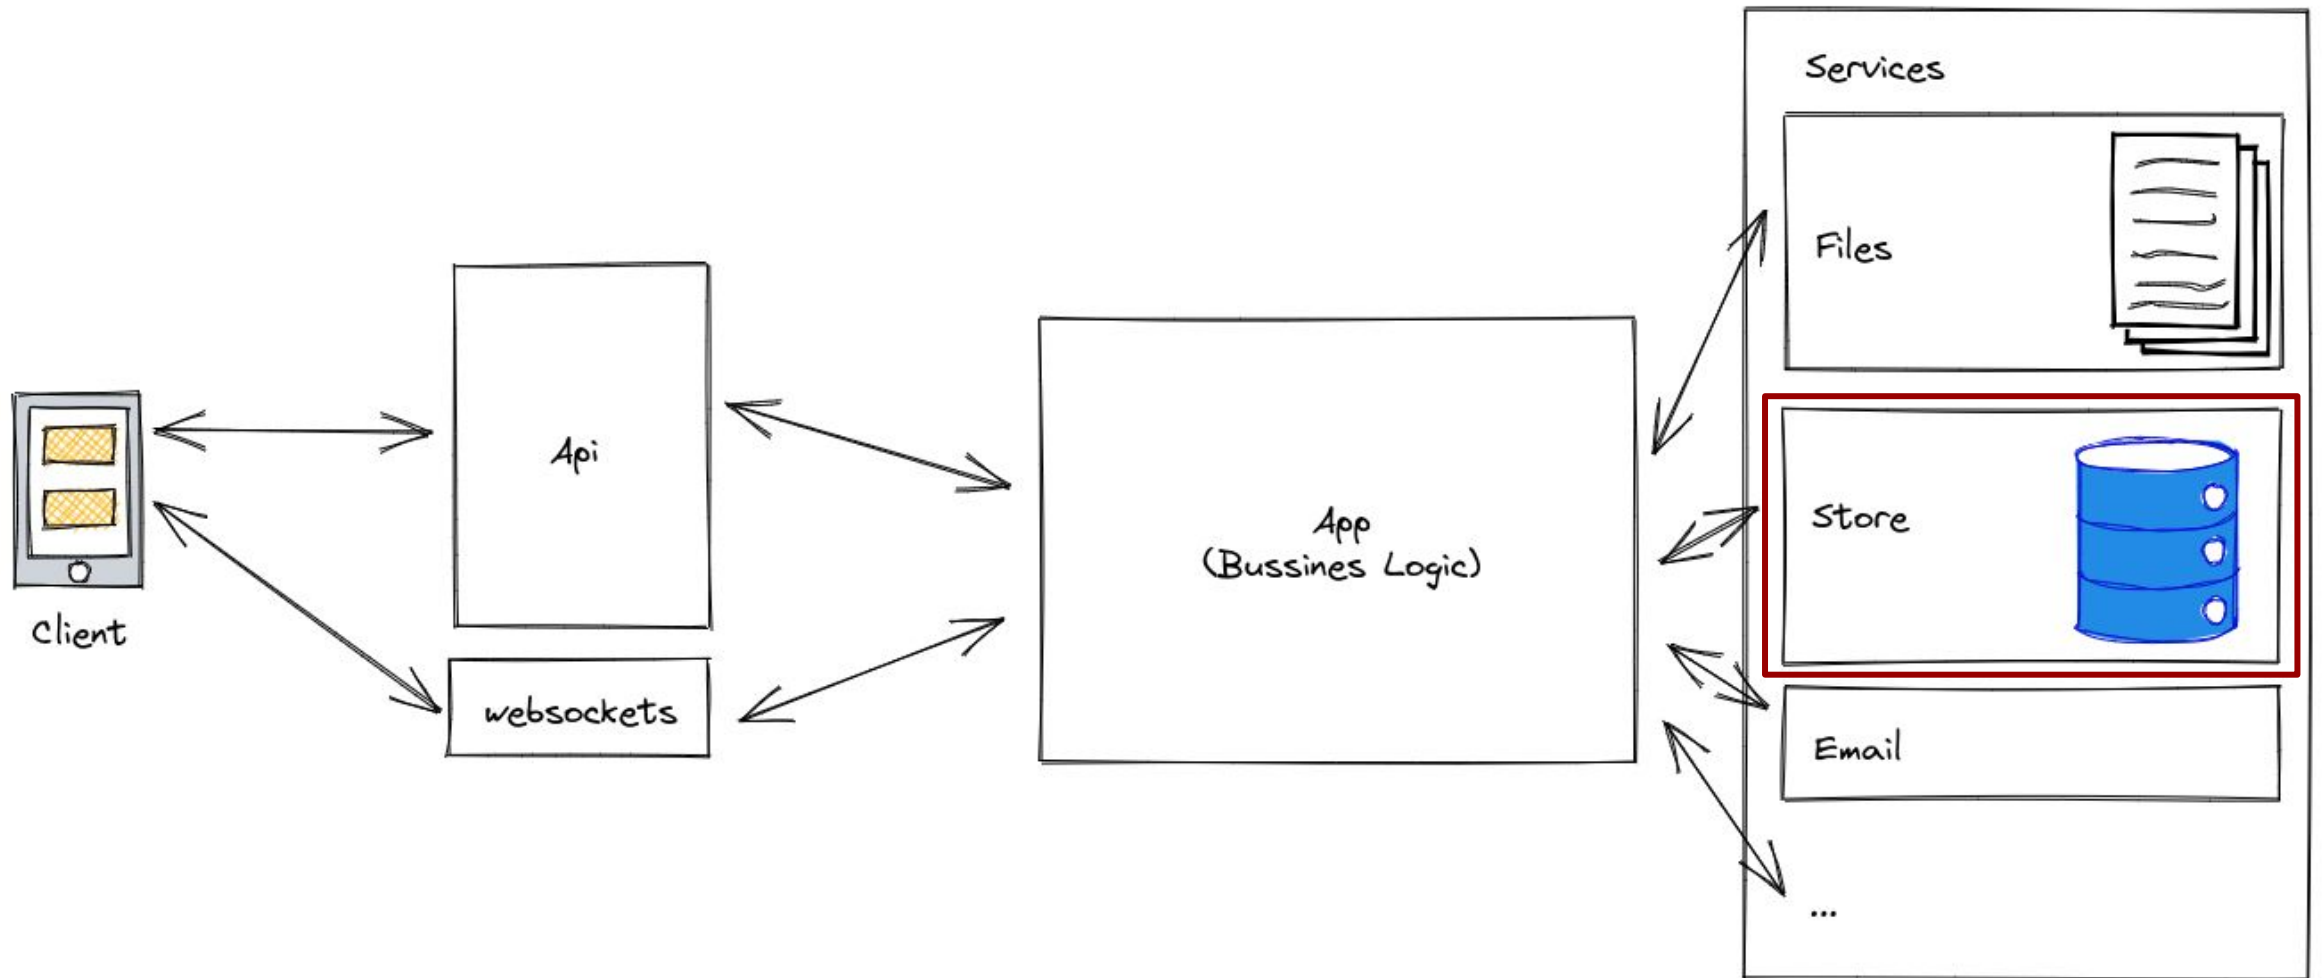 Services
Files
Api
Store
App
(Bussines Logic)
Client
websockets
Email
...